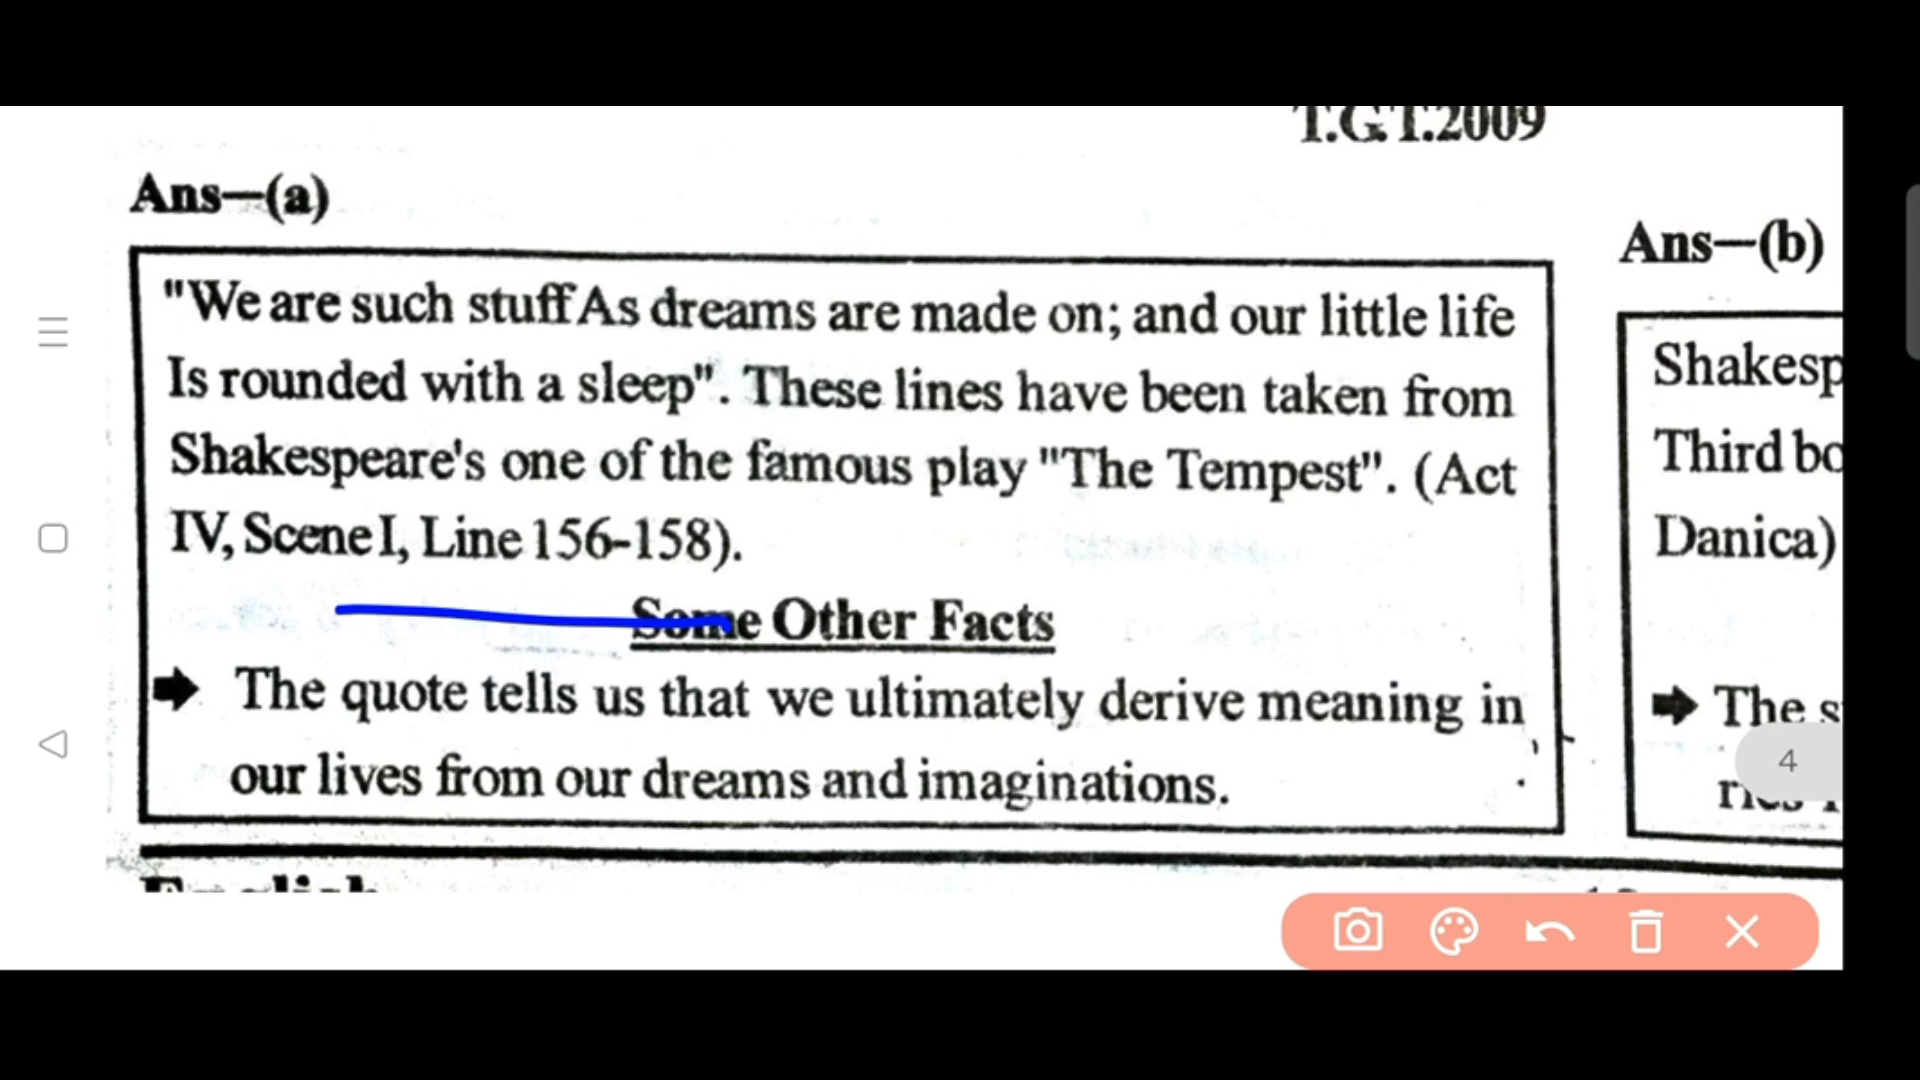 T.G.T.2009
Ans—(a)
"We are such stuff As dreams are made on; and our little life
Is rounded with a sleep". These lines have been taken from
Shakespeare's one of the famous play "The Tempest". (Act
IV, Scene I, Line 156-158).
Some Other Facts
The quote tells us that we ultimately derive meaning in
our lives from our dreams and imaginations.
English
Ans—(b)
Shakesp
Third bo
Danica)
The s
4